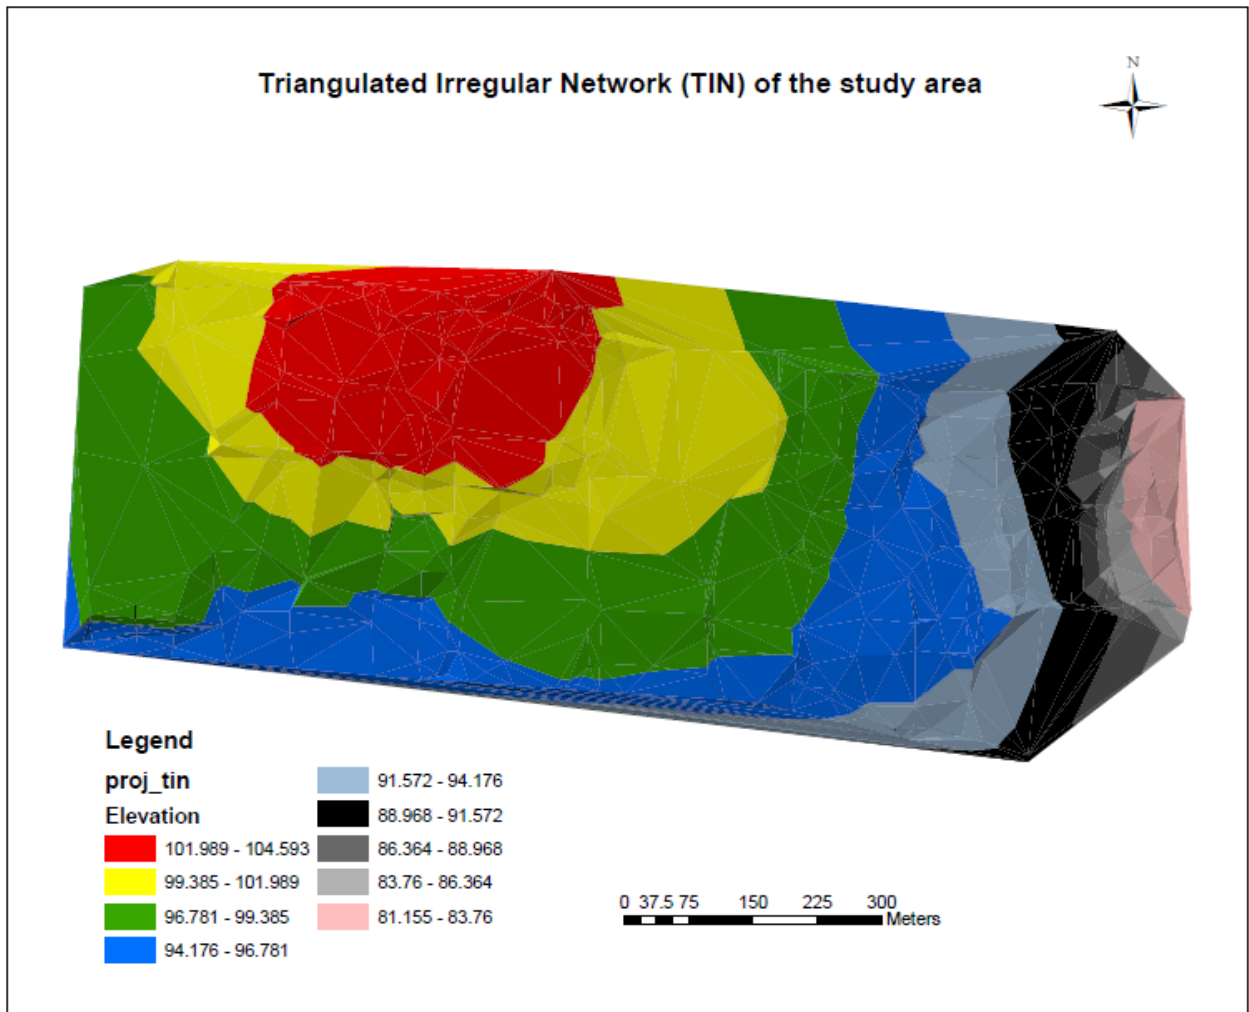 Triangulated Irregular Network (TIN) of the study area
N
Legend
proj_tin
Elevation
101.989 - 104.593
99.385 - 101.989
96.781 - 99.385
94.176 - 96.781
91.572 - 94.176
88.968 - 91.572
86.364 - 88.968
83.76 - 86.364
81.155 - 83.76
0 37.5 75 150 225 300
Meters